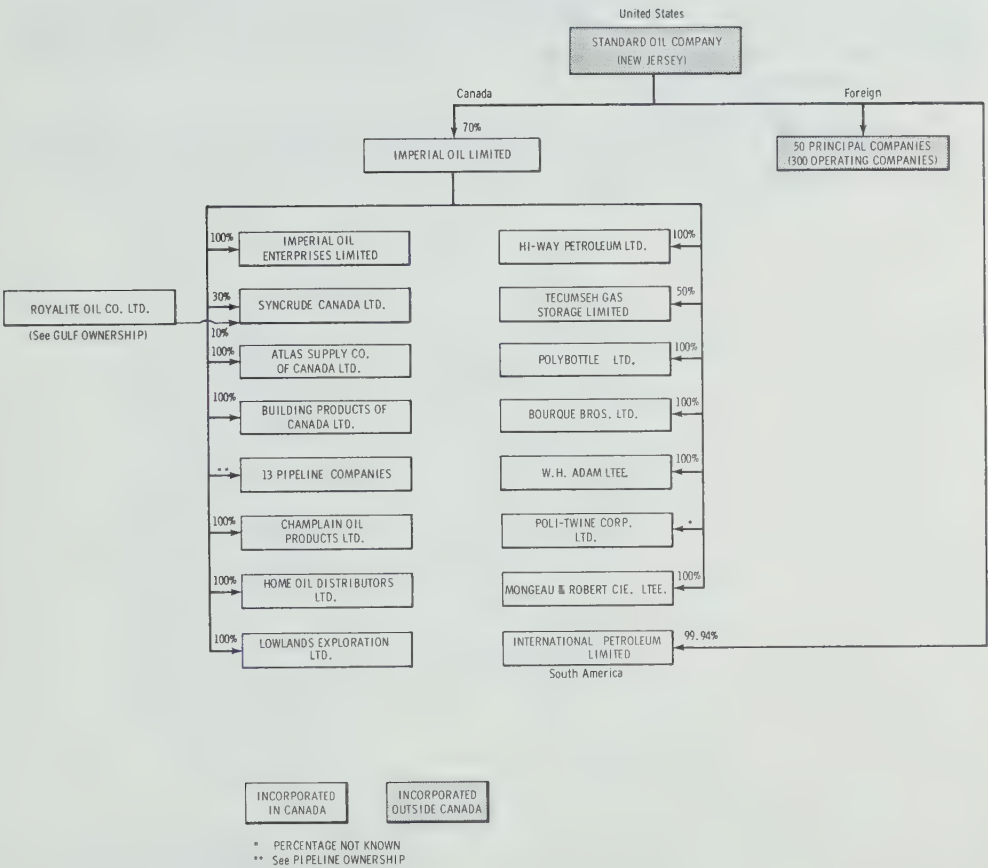 United States
STANDARD OIL COMPANY
(NEW JERSEY)
Canada
Foreign
70%
IMPERIAL OIL LIMITED
50 PRINCIPAL COMPANIES
(300 OPERATING COMPANIES)
100%
IMPERIAL OIL
ENTERPRISES LIMITED
HI-WAY PETROLEUM LTD.
100%
ROYALITE OIL CO. LTD.
(See GULF OWNERSHIP)
30%
SYNCRUDE CANADA LTD.
10%
TECUMSEH GAS
STORAGE LIMITED
50%
100%
ATLAS SUPPLY CO.
OF CANADA LTD.
POLYBOTTLE LTD.
100%
100%
BUILDING PRODUCTS OF
CANADA LTD.
BOURQUE BROS. LTD.
100%
**
13 PIPELINE COMPANIES
W.H. ADAM LTEE.
100%
100%
CHAMPLAIN OIL
PRODUCTS LTD.
POLI-TWINE CORP.
LTD.
*
100%
HOME OIL DISTRIBUTORS
LTD.
MONGEAU & ROBERT CIE. LTEE.
100%
100%
LOWLANDS EXPLORATION
LTD.
INTERNATIONAL PETROLEUM
LIMITED
99.94%
South America
INCORPORATED
IN CANADA
INCORPORATED
OUTSIDE CANADA
* PERCENTAGE NOT KNOWN
** See PIPELINE OWNERSHIP